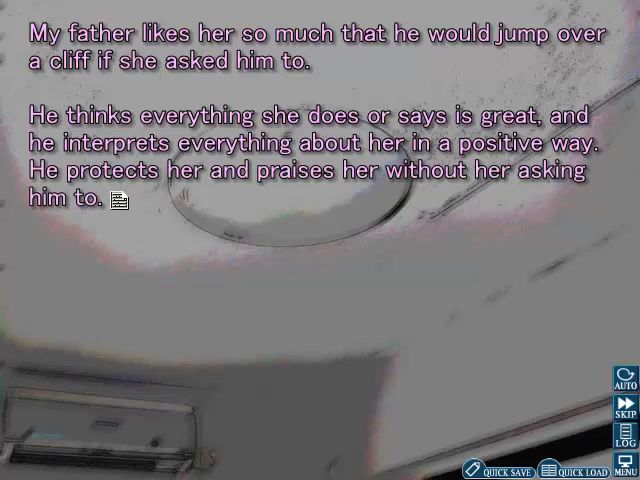 My father likes her so much that he would jump over
a cliff if she asked him to.
He thinks everything she does or says is great, and
he interprets everything about her in a positive way.
He protects her and praises her without her asking
him to.
AUTO
SKIP
LOG
QUICK SAVE
QUICK LOAD
MENU